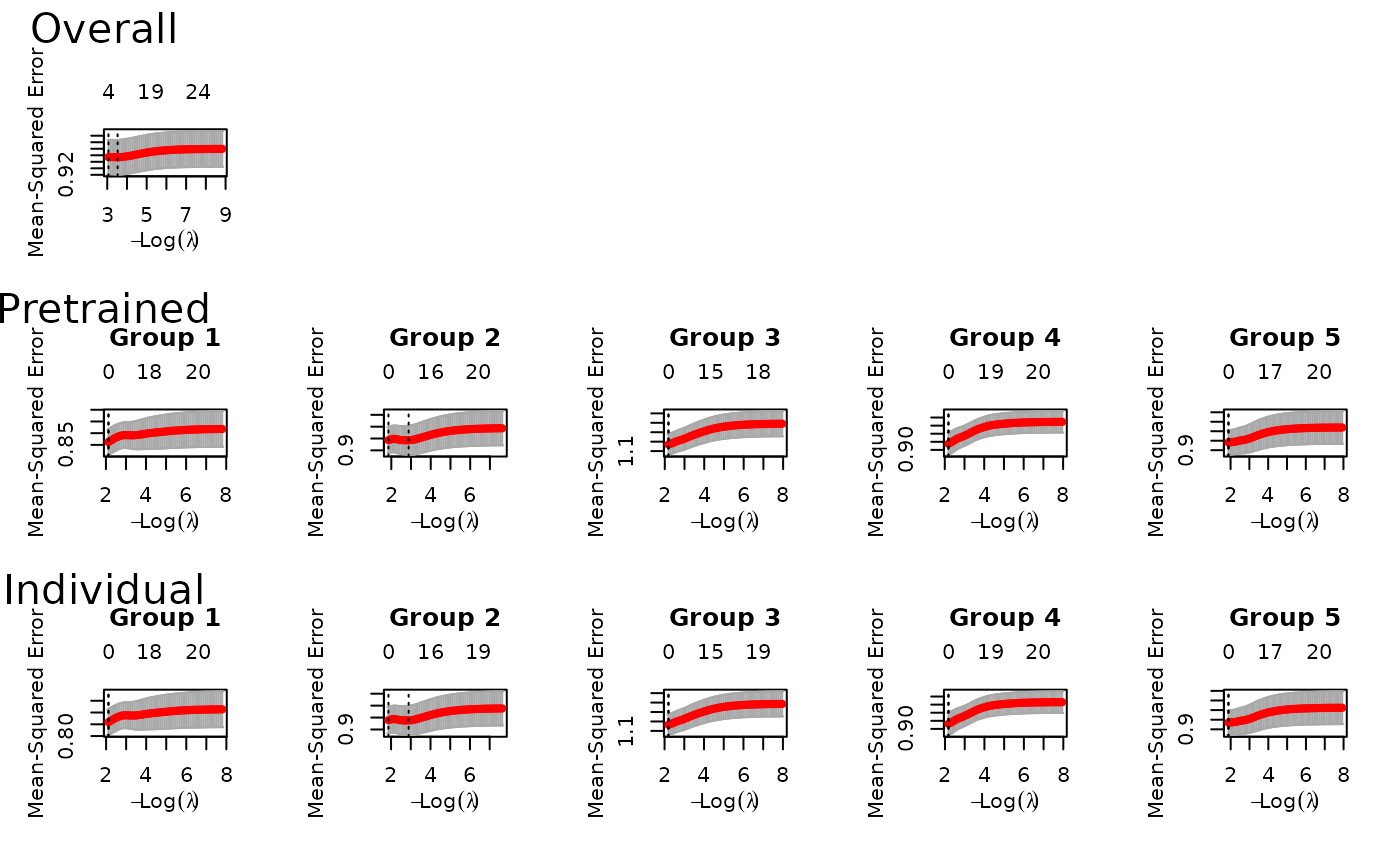 Overall
Mean-Squared Error
4 19 24
0.92
3 5 7 9
−Log(λ)
Pretrained
Group 1
Mean-Squared Error
0 18 20
0.85
2 4 6 8
−Log(λ)
Group 2
Mean-Squared Error
0 16 20
0.9
2 4 6
−Log(λ)
Group 3
Mean-Squared Error
0 15 18
1.1
2 4 6 8
−Log(λ)
Group 4
Mean-Squared Error
0 19 20
0.90
2 4 6 8
−Log(λ)
Group 5
Mean-Squared Error
0 17 20
0.9
2 4 6 8
−Log(λ)
Individual
Group 1
Mean-Squared Error
0 18 20
0.80
2 4 6 8
−Log(λ)
Group 2
Mean-Squared Error
0 16 19
0.9
2 4 6
−Log(λ)
Group 3
Mean-Squared Error
0 15 19
1.1
2 4 6 8
−Log(λ)
Group 4
Mean-Squared Error
0 19 20
0.90
2 4 6 8
−Log(λ)
Group 5
Mean-Squared Error
0 17 20
0.9
2 4 6 8
−Log(λ)